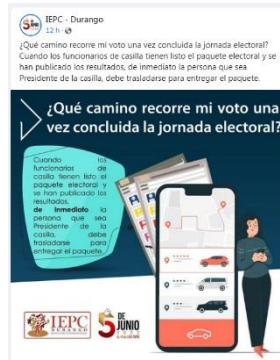 IEPC - Durango
12 h ·
¿Qué camino recorre mi voto una vez concluida la jornada electoral?
Cuando los funcionarios de casilla tienen listo el paquete electoral y se
han publicado los resultados, de inmediato la persona que sea
Presidente de la casilla, debe trasladarse para entregar el paquete.
¿Qué camino recorre mi voto una
vez concluida la jornada electoral?
Cuando los
funcionarios de
casilla tienen listo el
paquete electoral y
se han publicado los
resultados,
de inmediato la
persona que sea
Presidente de la
casilla, debe
trasladarse para
entregar el paquete.
IEPC
DURANGO
5 DE
JUNIO